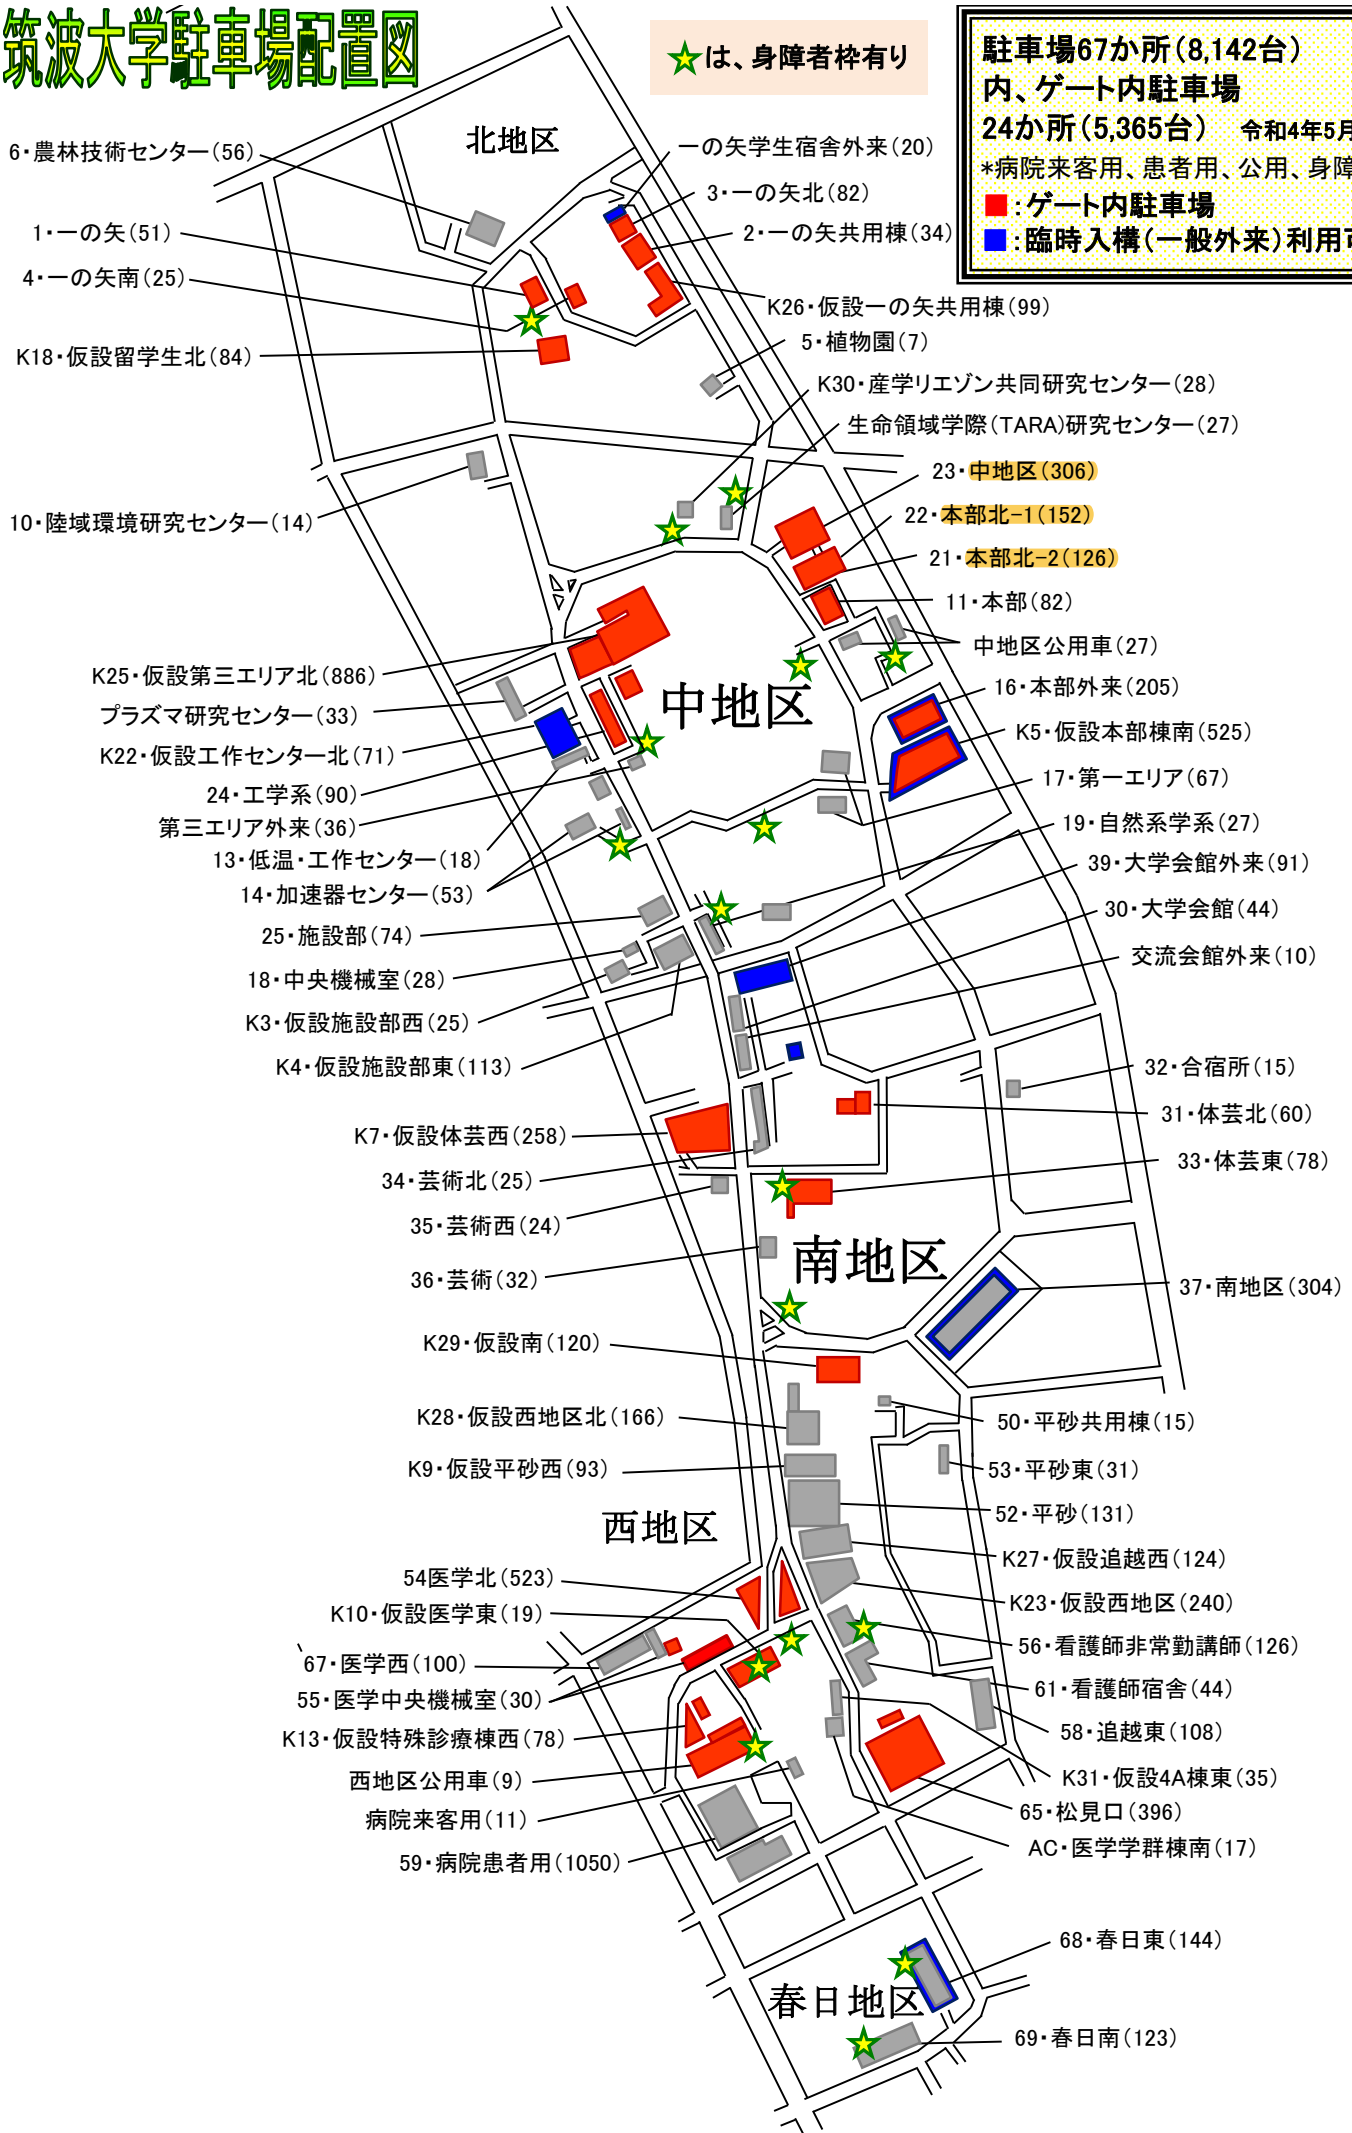 筑波大学駐車場配置図
★は、身障者枠有り
駐車場67か所(8,142台)
内、ゲート内駐車場
24か所(5,365台) 令和4年5月
*病院来客用、患者用、公用、身障
■:ゲート内駐車場
■:臨時入構(一般外来)利用可
北地区
6・農林技術センター(56)
一の矢学生宿舎外来(20)
3・一の矢北(82)
1・一の矢(51)
2・一の矢共用棟(34)
4・一の矢南(25)
K26・仮設一の矢共用棟(99)
5・植物園(7)
K18・仮設留学生北(84)
K30・産学リエゾン共同研究センター(28)
生命領域学際(TARA)研究センター(27)
23・中地区(306)
10・陸域環境研究センター(14)
22・本部北-1(152)
21・本部北-2(126)
11・本部(82)
中地区公用車(27)
K25・仮設第三エリア北(886)
16・本部外来(205)
中地区
プラズマ研究センター(33)
K5・仮設本部棟南(525)
K22・仮設工作センター北(71)
17・第一エリア(67)
24・工学系(90)
第三エリア外来(36)
19・自然系学系(27)
13・低温・工作センター(18)
39・大学会館外来(91)
14・加速器センター(53)
30・大学会館(44)
25・施設部(74)
交流会館外来(10)
18・中央機械室(28)
K3・仮設施設部西(25)
K4・仮設施設部東(113)
32・合宿所(15)
31・体芸北(60)
K7・仮設体芸西(258)
33・体芸東(78)
34・芸術北(25)
35・芸術西(24)
南地区
36・芸術(32)
37・南地区(304)
K29・仮設南(120)
K28・仮設西地区北(166)
50・平砂共用棟(15)
K9・仮設平砂西(93)
53・平砂東(31)
52・平砂(131)
西地区
K27・仮設追越西(124)
54医学北(523)
K23・仮設西地区(240)
K10・仮設医学東(19)
56・看護師非常勤講師(126)
67・医学西(100)
61・看護師宿舎(44)
55・医学中央機械室(30)
58・追越東(108)
K13・仮設特殊診療棟西(78)
K31・仮設4A棟東(35)
西地区公用車(9)
65・松見口(396)
病院来客用(11)
AC・医学学群棟南(17)
59・病院患者用(1050)
68・春日東(144)
春日地区
69・春日南(123)